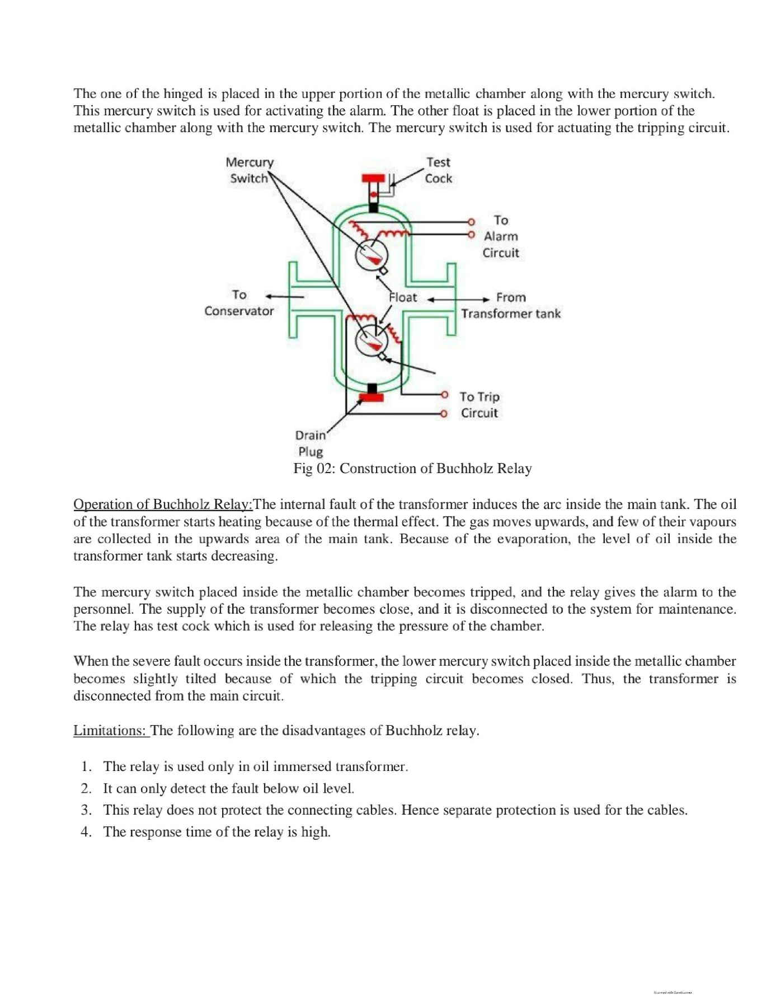 The one of the hinged is placed in the upper portion of the metallic chamber along with the mercury switch.
This mercury switch is used for activating the alarm. The other float is placed in the lower portion of the
metallic chamber along with the mercury switch. The mercury switch is used for actuating the tripping circuit.
Mercury
Switch
Test
Cock
To
Alarm
Circuit
To
Conservator
Float
From
Transformer tank
To Trip
Circuit
Drain
Plug
Fig 02: Construction of Buchholz Relay
Operation of Buchholz Relay:The internal fault of the transformer induces the arc inside the main tank. The oil
of the transformer starts heating because of the thermal effect. The gas moves upwards, and few of their vapours
are collected in the upwards area of the main tank. Because of the evaporation, the level of oil inside the
transformer tank starts decreasing.
The mercury switch placed inside the metallic chamber becomes tripped, and the relay gives the alarm to the
personnel. The supply of the transformer becomes close, and it is disconnected to the system for maintenance.
The relay has test cock which is used for releasing the pressure of the chamber.
When the severe fault occurs inside the transformer, the lower mercury switch placed inside the metallic chamber
becomes slightly tilted because of which the tripping circuit becomes closed. Thus, the transformer is
disconnected from the main circuit.
Limitations: The following are the disadvantages of Buchholz relay.
1. The relay is used only in oil immersed transformer.
2. It can only detect the fault below oil level.
3. This relay does not protect the connecting cables. Hence separate protection is used for the cables.
4. The response time of the relay is high.
Scanned with CamScanner